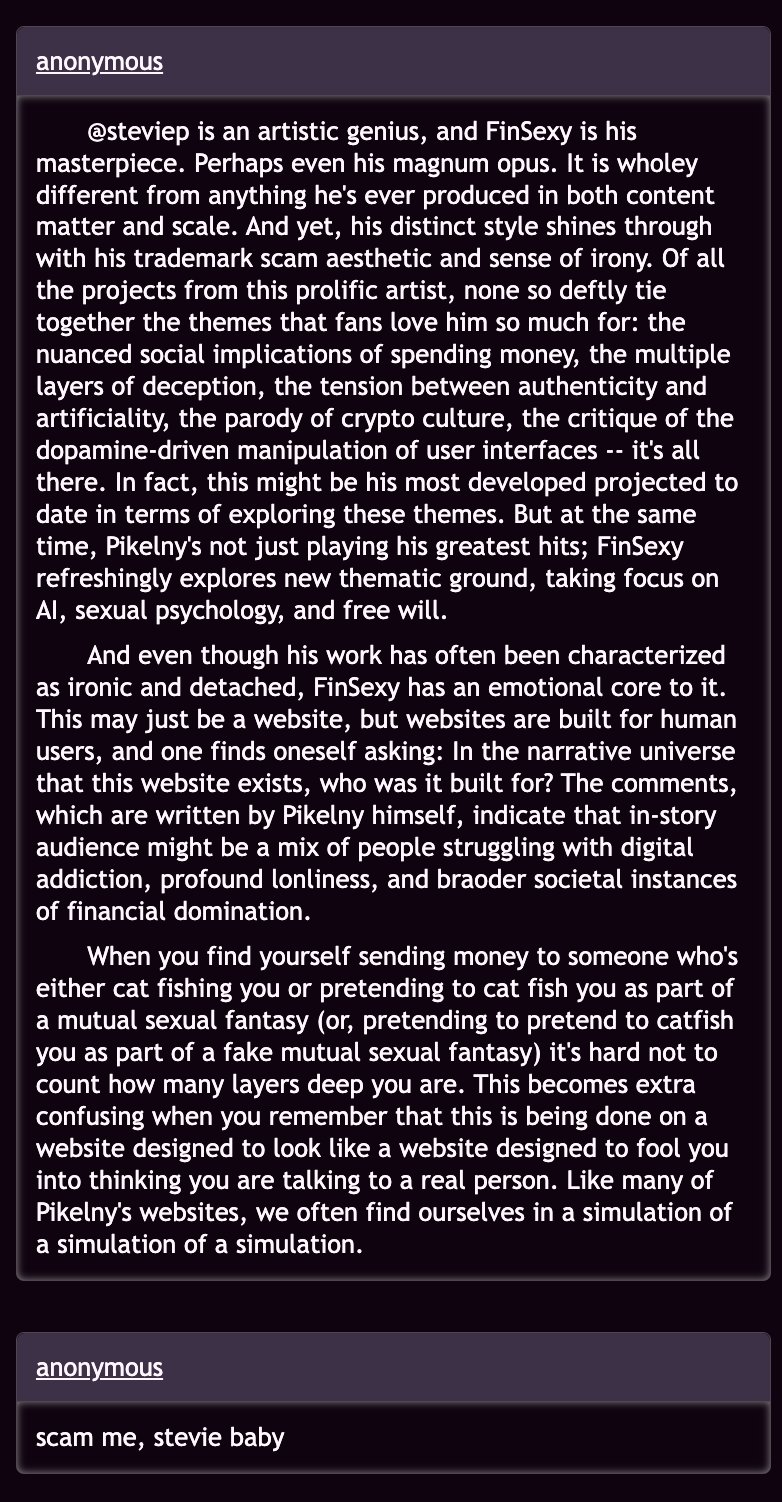 anonymous
@steviep is an artistic genius, and FinSexy is his
masterpiece. Perhaps even his magnum opus. It is wholey
different from anything he's ever produced in both content
matter and scale. And yet, his distinct style shines through
with his trademark scam aesthetic and sense of irony. Of all
the projects from this prolific artist, none so deftly tie
together the themes that fans love him so much for: the
nuanced social implications of spending money, the multiple
layers of deception, the tension between authenticity and
artificiality, the parody of crypto culture, the critique of the
dopamine-driven manipulation of user interfaces -- it's all
there. In fact, this might be his most developed projected to
date in terms of exploring these themes. But at the same
time, Pikelny's not just playing his greatest hits; FinSexy
refreshingly explores new thematic ground, taking focus on
AI, sexual psychology, and free will.
And even though his work has often been characterized
as ironic and detached, FinSexy has an emotional core to it.
This may just be a website, but websites are built for human
users, and one finds oneself asking: In the narrative universe
that this website exists, who was it built for? The comments,
which are written by Pikelny himself, indicate that in-story
audience might be a mix of people struggling with digital
addiction, profound lonliness, and braoder societal instances
of financial domination.
When you find yourself sending money to someone who's
either cat fishing you or pretending to cat fish you as part of
a mutual sexual fantasy (or, pretending to pretend to catfish
you as part of a fake mutual sexual fantasy) it's hard not to
count how many layers deep you are. This becomes extra
confusing when you remember that this is being done on a
website designed to look like a website designed to fool you
into thinking you are talking to a real person. Like many of
Pikelny's websites, we often find ourselves in a simulation of
a simulation of a simulation.
anonymous
scam me, stevie baby